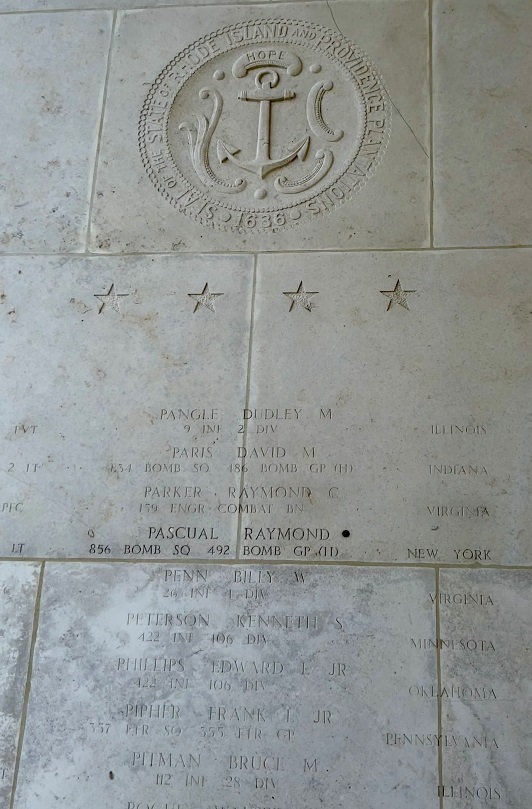 SEAL OF THE STATE OF RHODE ISLAND AND PROVIDENCE PLANTATIONS
HOPE
• 1636 •
PANGLE DUDLEY M
PVT 9 INF 2 DIV ILLINOIS
PARIS DAVID M
2 LT 834 BOMB SQ 486 BOMB GP (H) INDIANA
PARKER RAYMOND C
PFC 159 ENGR COMBAT BN VIRGINIA
PASCUAL RAYMOND ●
LT 856 BOMB SQ 492 BOMB GP (H) NEW YORK
PENN BILLY W
26 INF 1 DIV VIRGINIA
PETERSON KENNETH S
422 INF 106 DIV MINNESOTA
PHILLIPS EDWARD L JR
422 INF 106 DIV OKLAHOMA
PIPHER FRANK L JR
FTR SQ FTR GP PENNSYLVANIA
PITMAN BRUCE M
T 112 INF 28 DIV ILLINOIS